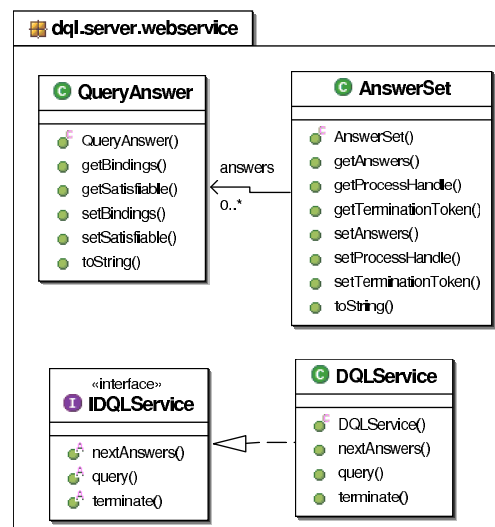 dql.server.webservice
C QueryAnswer
C QueryAnswer()
getBindings()
getSatisfiable()
setBindings()
setSatisfiable()
toString()
answers
0..*
C AnswerSet
C AnswerSet()
getAnswers()
getProcessHandle()
getTerminationToken()
setAnswers()
setProcessHandle()
setTerminationToken()
toString()
«interface»
I IDQLService
A nextAnswers()
A query()
A terminate()
C DQLService
C DQLService()
nextAnswers()
query()
terminate()